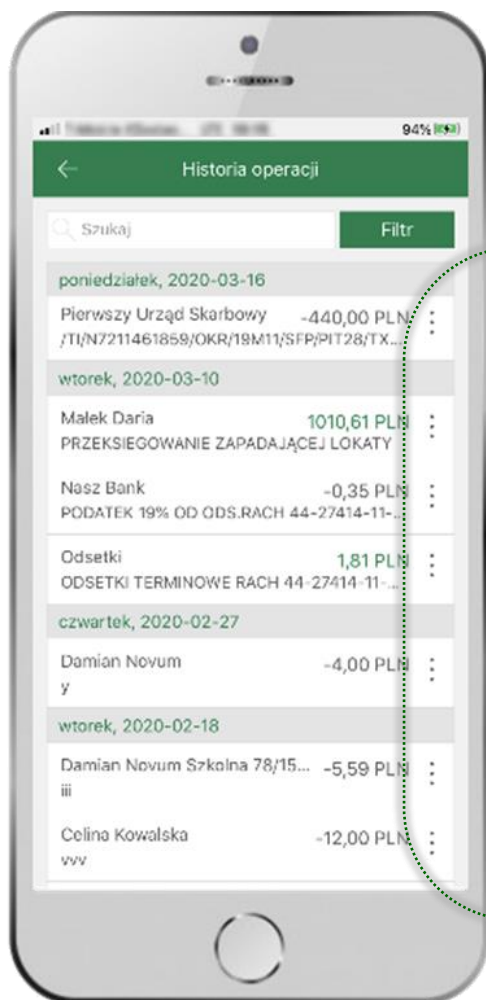 94%
Historia operacji
Szukaj
Filtr
poniedziałek, 2020-03-16
Pierwszy Urząd Skarbowy -440,00 PLN
/TI/N7211461859/OKR/19M11/SFP/PIT28/TX...
wtorek, 2020-03-10
Małek Daria 1010,61 PLN
PRZEKSIEGOWANIE ZAPADAJĄCEJ LOKATY
Nasz Bank -0,35 PLN
PODATEK 19% OD ODS.RACH 44-27414-11-...
Odsetki 1,81 PLN
ODSETKI TERMINOWE RACH 44-27414-11-...
czwartek, 2020-02-27
Damian Novum -4,00 PLN
y
wtorek, 2020-02-18
Damian Novum Szkolna 78/15... -5,59 PLN
iii
Celina Kowalska -12,00 PLN
vvv